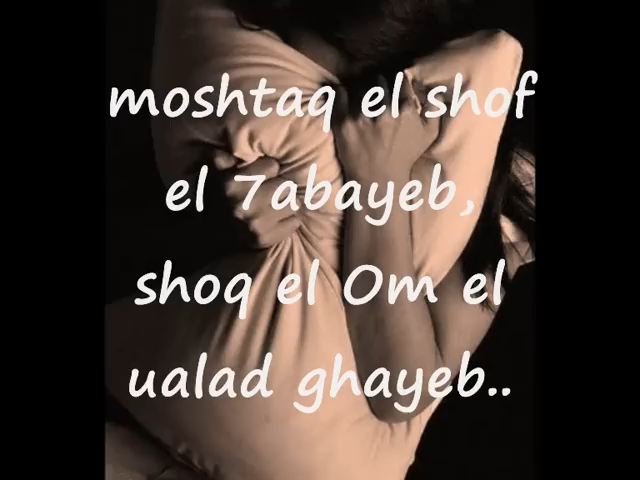 moshtaq el shof
el 7abayeb,
shoq el Om el
ualad ghayeb..